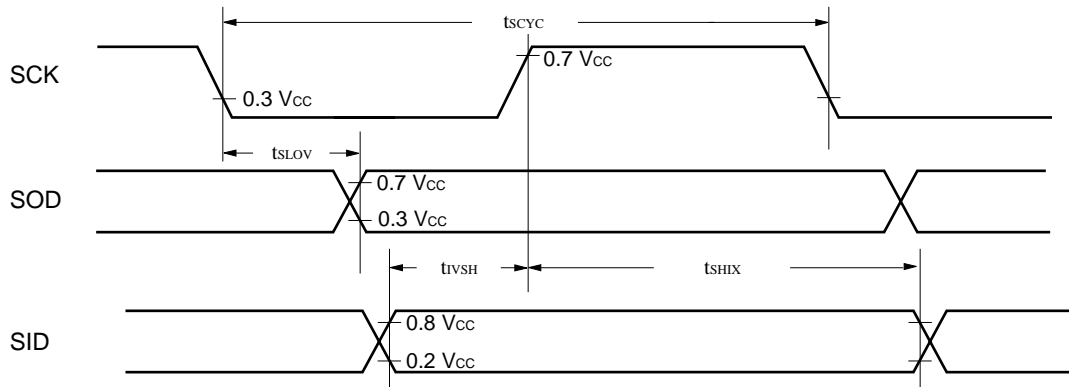 tSCYC
SCK
0.7 VCC
0.3 VCC
tSLOV
SOD
0.7 VCC
0.3 VCC
tIVSH
tSHIX
SID
0.8 VCC
0.2 VCC